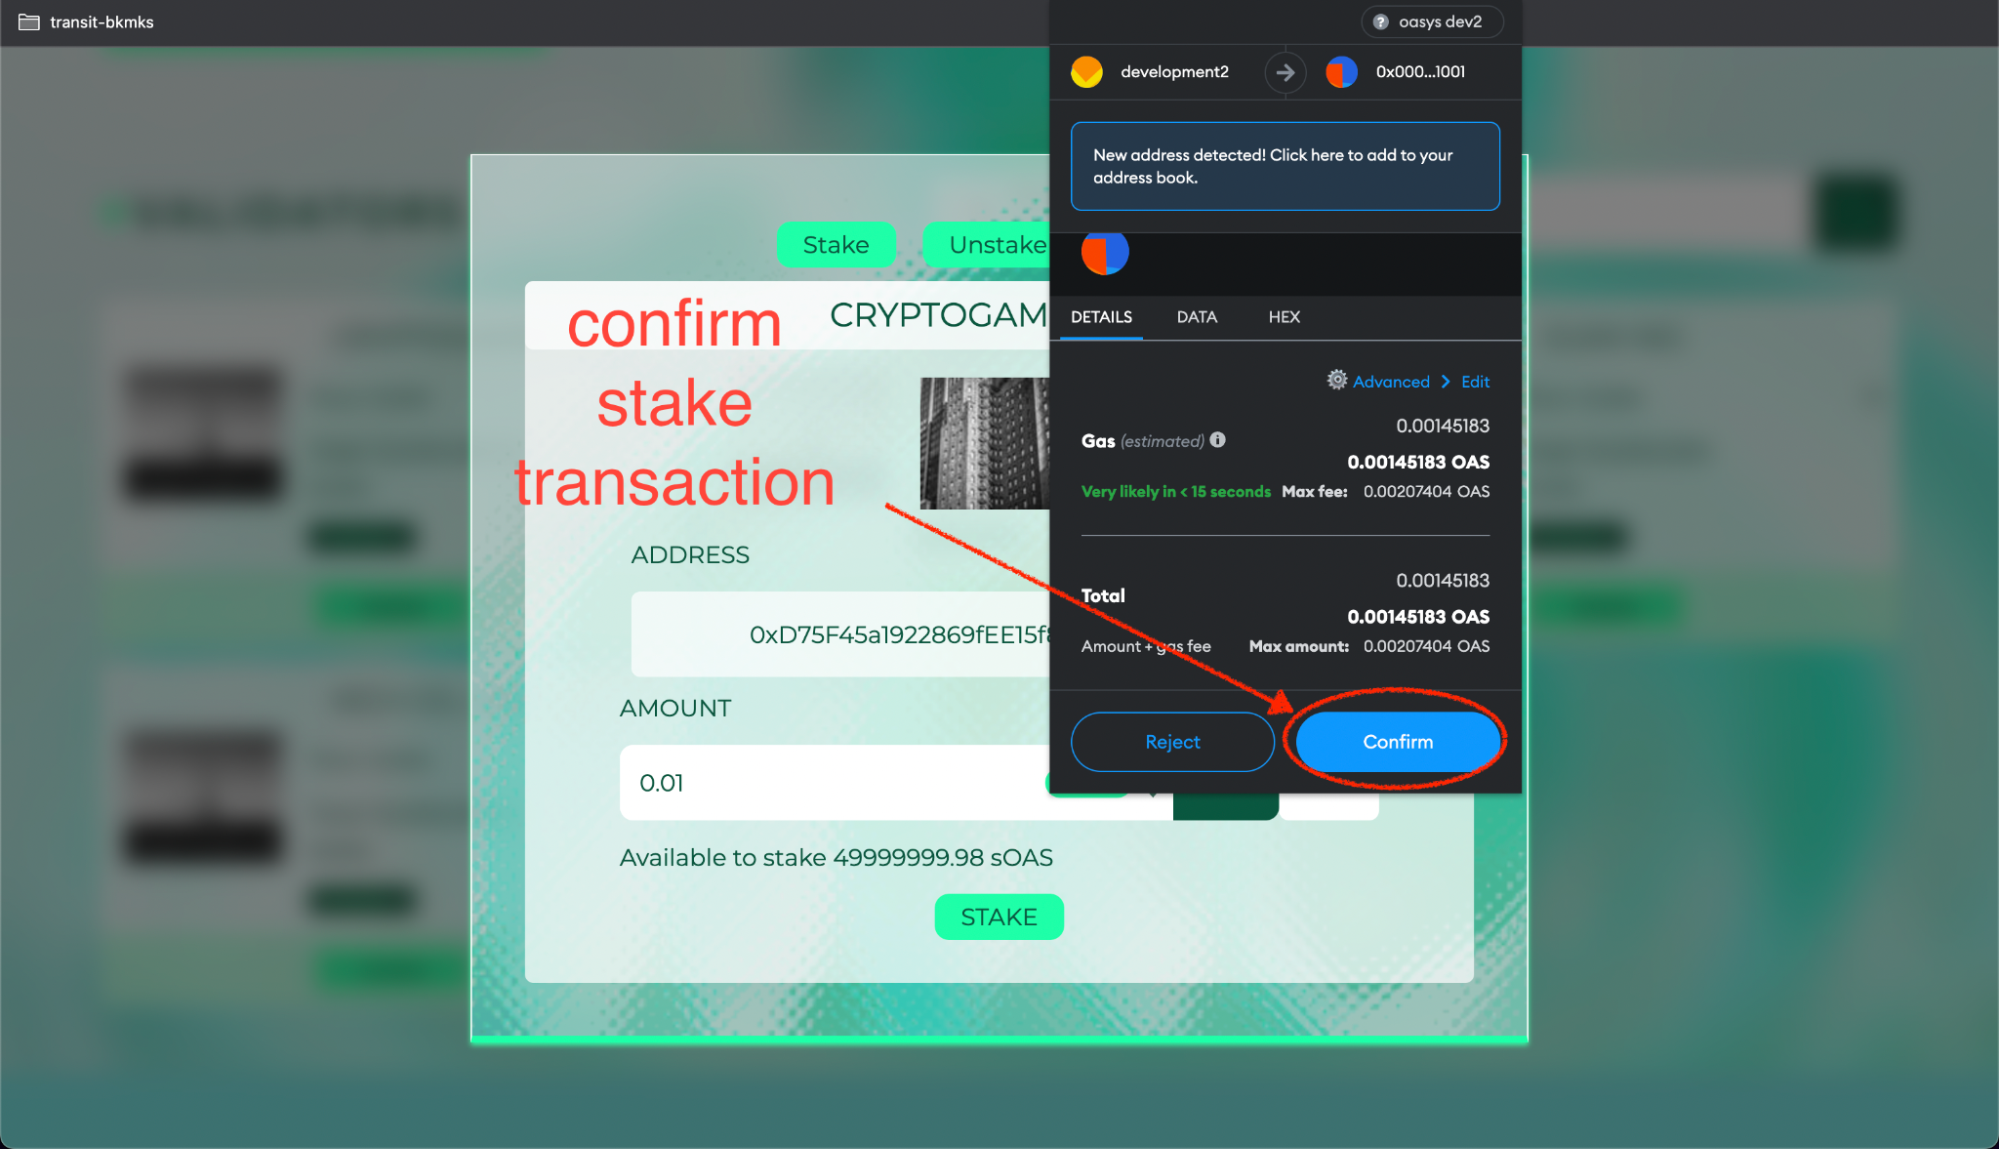 transit-bkmks
oasys dev2
development2
0x000...1001
New address detected! Click here to add to your
address book.
Stake
Unstake
CRYPTOGAM
confirm
stake
transaction
DETAILS
DATA
HEX
Advanced
Edit
0.00145183
Gas (estimated)
0.00145183 OAS
Very likely in < 15 seconds Max fee: 0.00207404 OAS
0.00145183
Total
0.00145183 OAS
Amount + gas fee Max amount: 0.00207404 OAS
Reject
Confirm
ADDRESS
0xD75F45a1922869fEE15f
AMOUNT
0.01
Available to stake 49999999.98 sOAS
STAKE